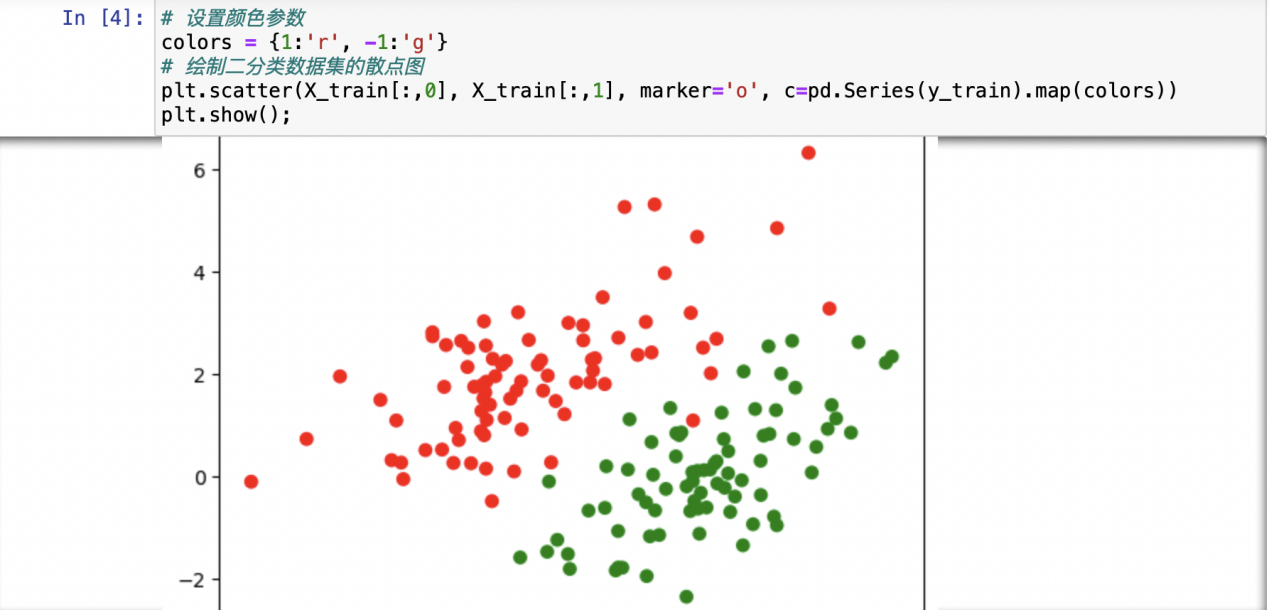 In [4]: # 设置颜色参数
colors = {1:'r', -1:'g'}
# 绘制二分类数据集的散点图
plt.scatter(X_train[:,0], X_train[:,1], marker='o', c=pd.Series(y_train).map(colors))
plt.show();
6
4
2
0
−2